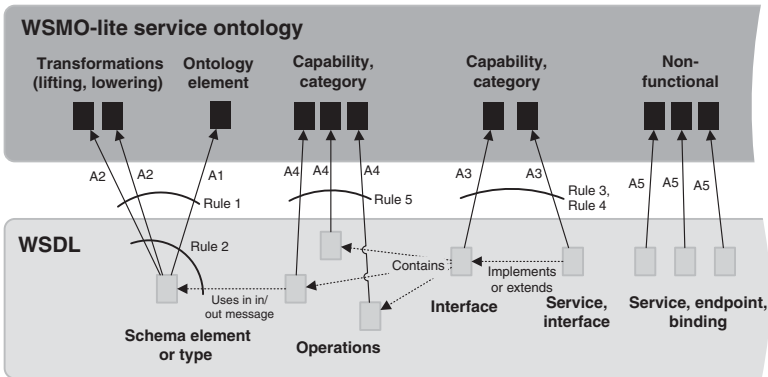 WSMO-lite service ontology
Transformations
(lifting, lowering)
Ontology
element
Capability,
category
Capability,
category
Non-
functional
A2
A2
A1
A4
A4
A4
A3
A3
A5
A5
A5
Rule 1
Rule 5
Rule 3,
Rule 4
WSDL
Rule 2
Contains
Implements
or extends
Uses in in/
out message
Interface
Service,
interface
Service, endpoint,
binding
Schema element
or type
Operations